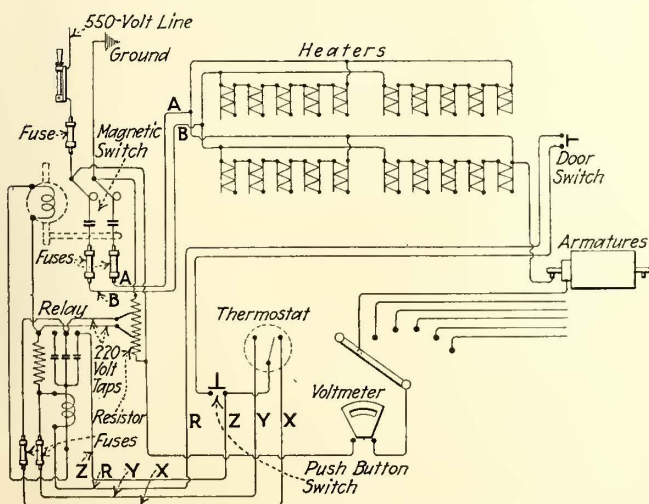 550-Volt Line
Ground
Heaters
A
B
Fuse
Magnetic
Switch
Door
Switch
Fuses
A
B
Armatures
Relay
Thermostat
220
Volt
Taps
Voltmeter
Resistor
R Z Y X
Fuses
Z R Y X
Push Button
Switch